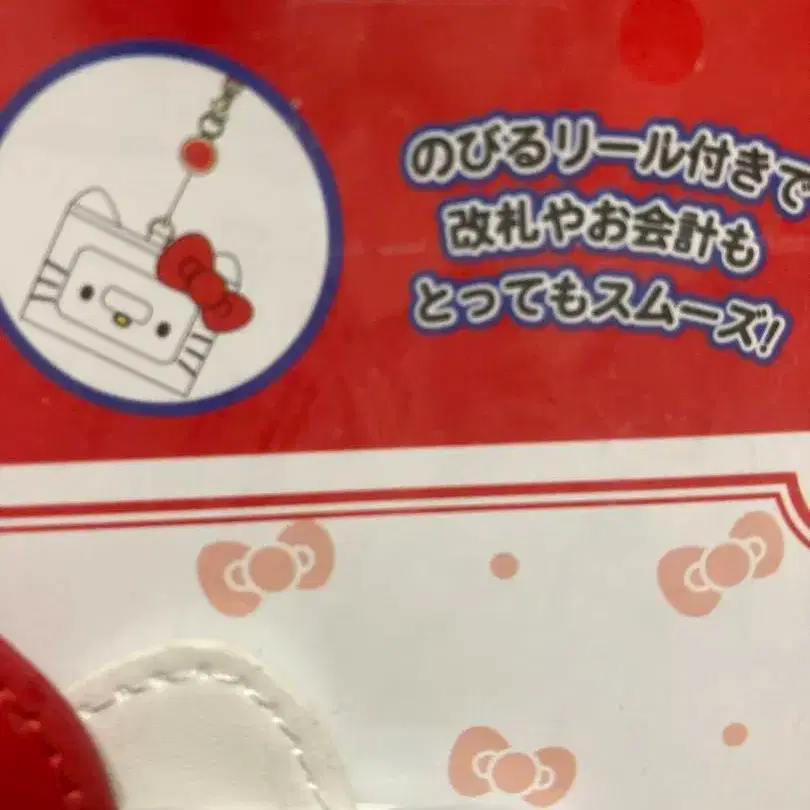 のびるリール付きで
改札やお会計も
とってもスムーズ!